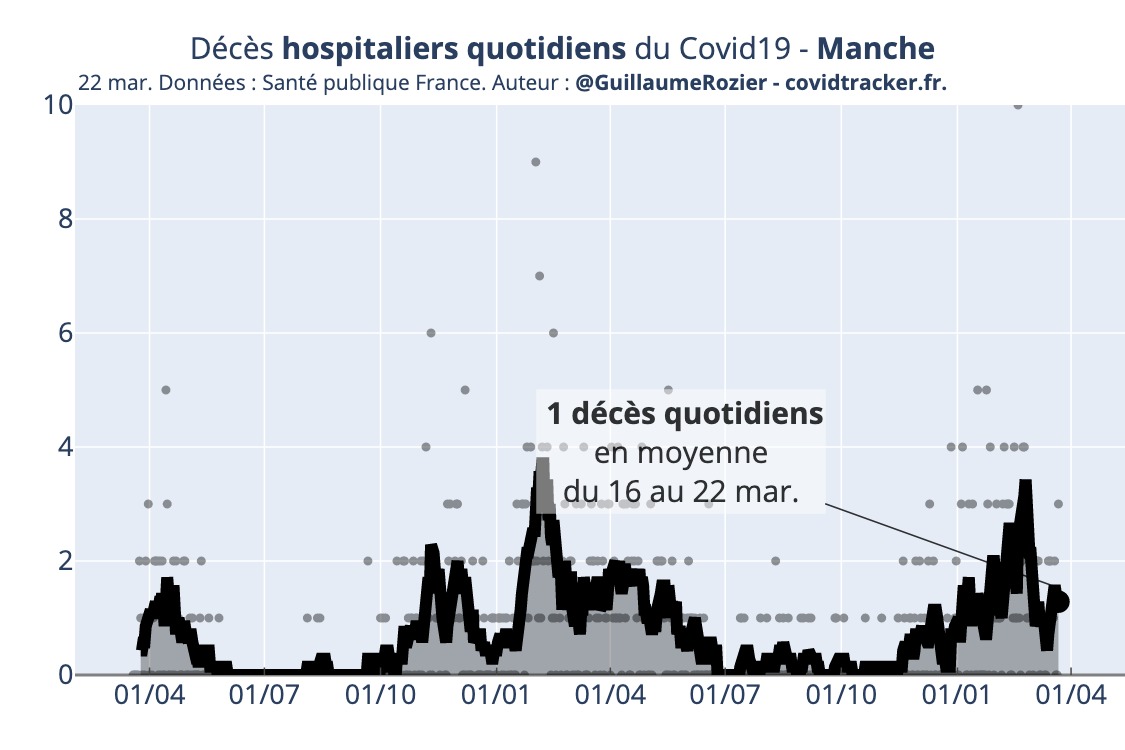 Décès hospitaliers quotidiens du Covid19 - Manche
22 mar. Données : Santé publique France. Auteur : @GuillaumeRozier - covidtracker.fr.
10
8
6
4
2
0
1 décès quotidiens
en moyenne
du 16 au 22 mar.
01/04 01/07 01/10 01/01 01/04 01/07 01/10 01/01 01/04